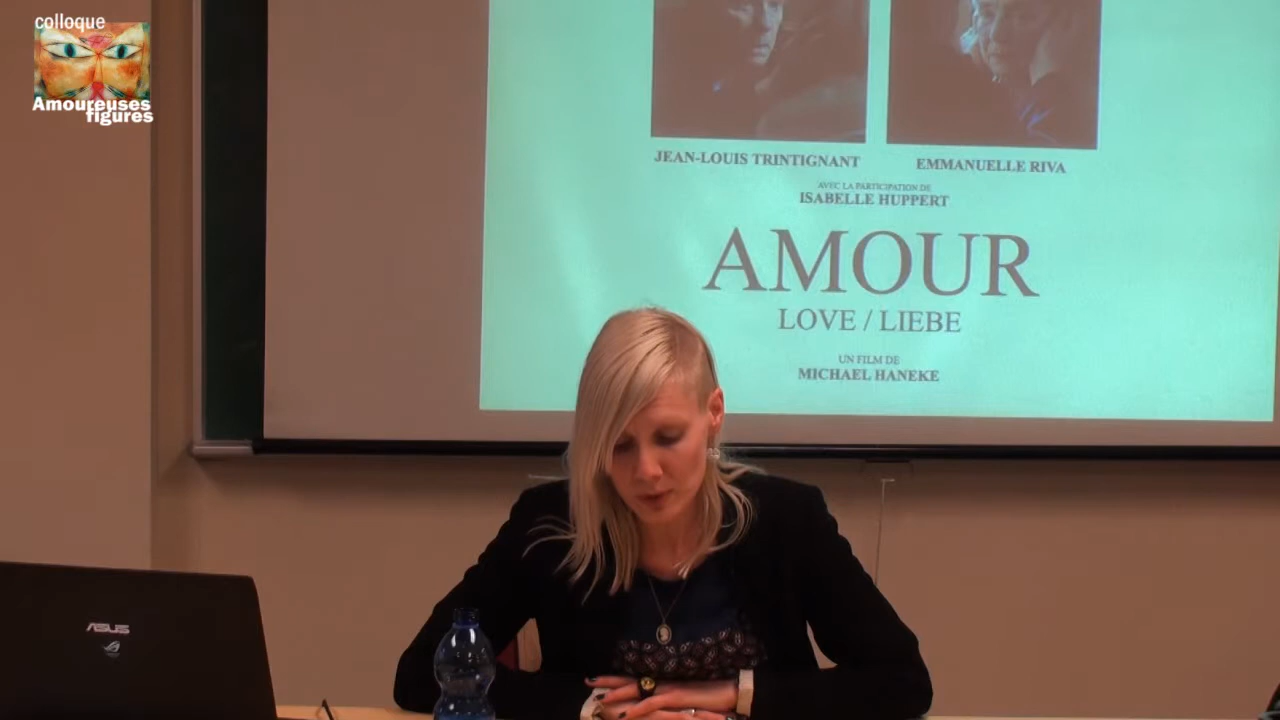 colloque
Amoureuses
figures
JEAN-LOUIS TRINTIGNANT
EMMANUELLE RIVA
AVEC LA PARTICIPATION DE
ISABELLE HUPPERT
AMOUR
LOVE / LIEBE
UN FILM DE
MICHAEL HANEKE
ASUS